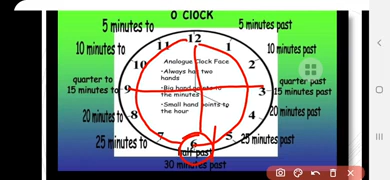 O CLOCK
5 minutes to 5 minutes past
10 minutes to 10 minutes past
quarter to quarter past
15 minutes to 15 minutes past
20 minutes to 20 minutes past
25 minutes to 25 minutes past
half past
30 minutes past
12
11 1
10 2
9 3
8 4
7 5
6
Analogue Clock Face
•Always has two
hands
•Big hand points to
the minutes
•Small hand points to
the hour